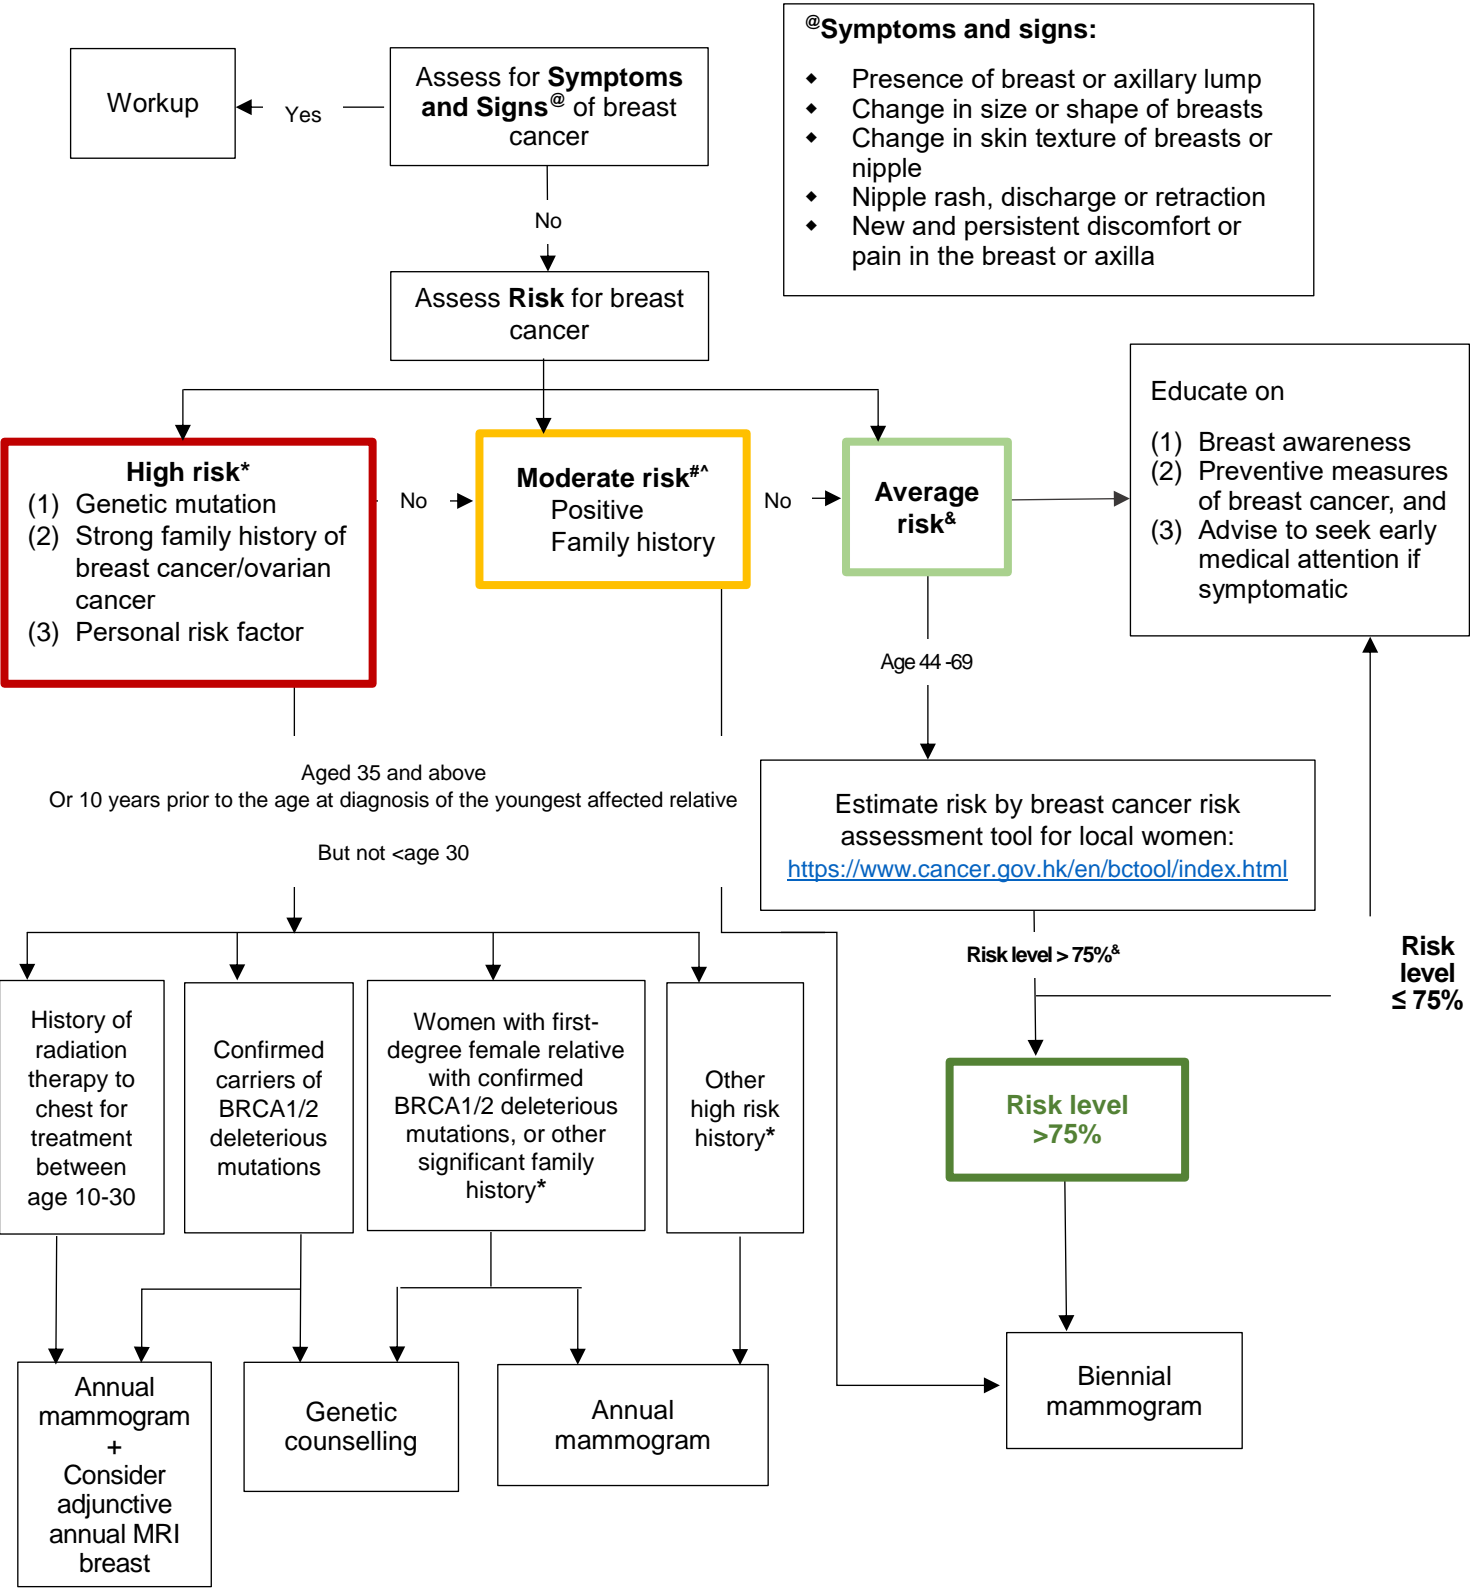 @Symptoms and signs:
◆ Presence of breast or axillary lump
◆ Change in size or shape of breasts
◆ Change in skin texture of breasts or
nipple
◆ Nipple rash, discharge or retraction
◆ New and persistent discomfort or
pain in the breast or axilla
Assess for Symptoms
and Signs@ of breast
cancer
Yes
Workup
No
Assess Risk for breast
cancer
High risk*
(1) Genetic mutation
(2) Strong family history of
breast cancer/ovarian
cancer
(3) Personal risk factor
No
Moderate risk#^
Positive
Family history
No
Average
risk&
Educate on
(1) Breast awareness
(2) Preventive measures
of breast cancer, and
(3) Advise to seek early
medical attention if
symptomatic
Age 44 -69
Aged 35 and above
Or 10 years prior to the age at diagnosis of the youngest affected relative
But not <age 30
Estimate risk by breast cancer risk
assessment tool for local women:
https://www.cancer.gov.hk/en/bctool/index.html
Risk level > 75%&
Risk
level
≤ 75%
History of
radiation
therapy to
chest for
treatment
between
age 10-30
Confirmed
carriers of
BRCA1/2
deleterious
mutations
Women with first-
degree female relative
with confirmed
BRCA1/2 deleterious
mutations, or other
significant family
history*
Other
high risk
history*
Risk level
>75%
Annual
mammogram
+
Consider
adjunctive
annual MRI
breast
Genetic
counselling
Annual
mammogram
Biennial
mammogram